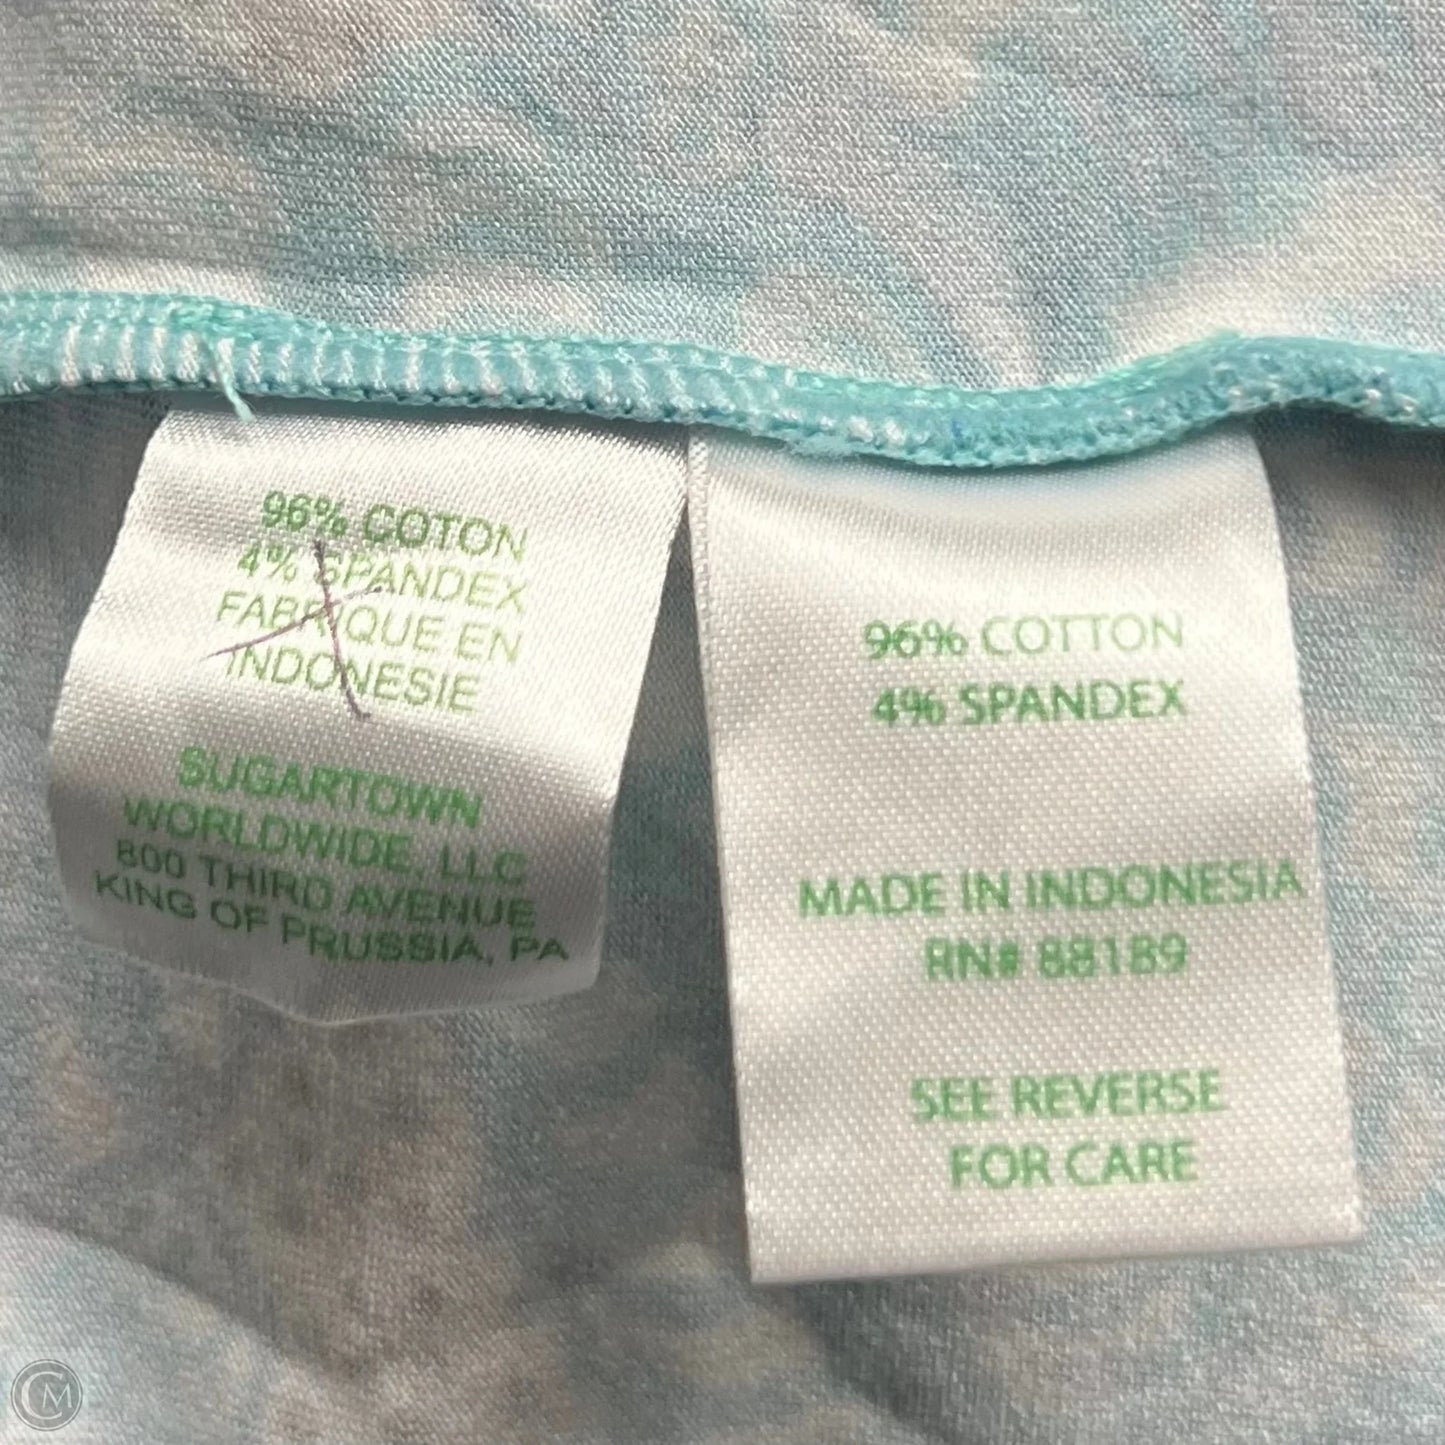 96% COTON
4% SPANDEX
FABRIQUE EN
INDONESIE
SUGARTOWN
WORLDWIDE, LLC
800 THIRD AVENUE
KING OF PRUSSIA, PA
96% COTTON
4% SPANDEX
MADE IN INDONESIA
RN# 88189
SEE REVERSE
FOR CARE
CM